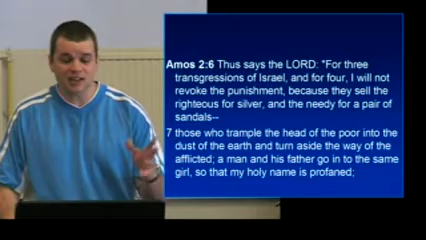 Amos 2:6 Thus says the LORD: "For three
transgressions of Israel, and for four, I will not
revoke the punishment, because they sell the
righteous for silver, and the needy for a pair of
sandals--
7 those who trample the head of the poor into the
dust of the earth and turn aside the way of the
afflicted; a man and his father go in to the same
girl, so that my holy name is profaned;